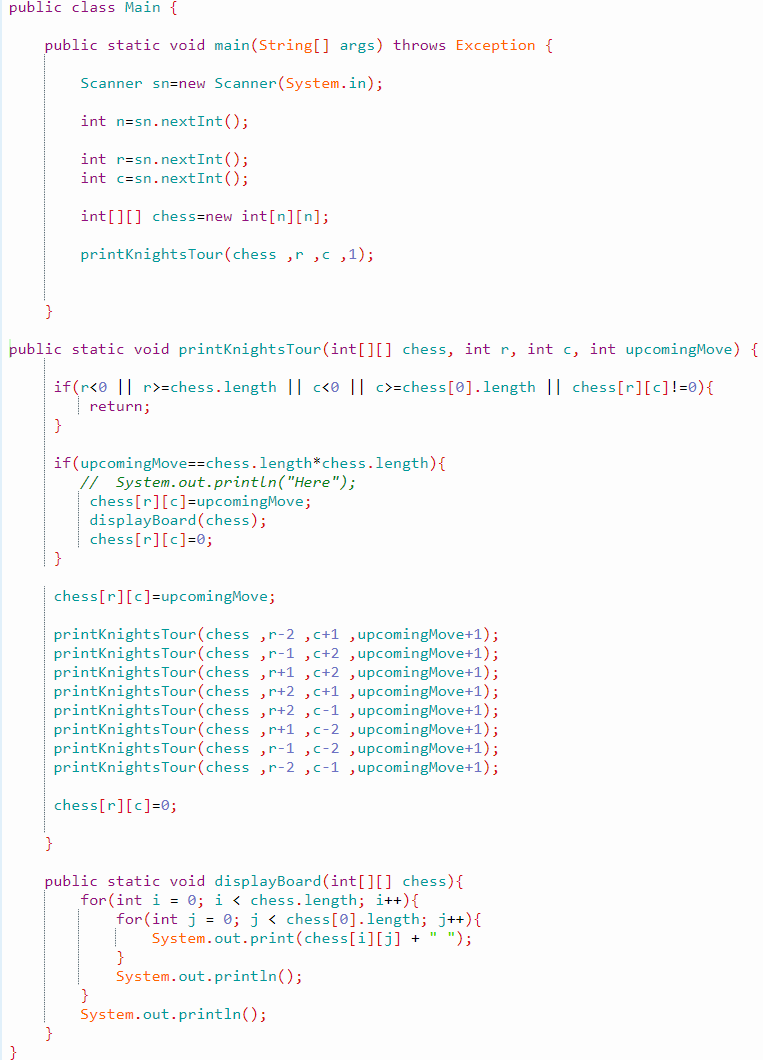 public class Main {
public static void main(String[] args) throws Exception {
Scanner sn=new Scanner(System.in);
int n=sn.nextInt();
int r=sn.nextInt();
int c=sn.nextInt();
int[][] chess=new int[n][n];
printKnightsTour(chess ,r ,c ,1);
}
public static void printKnightsTour(int[][] chess, int r, int c, int upcomingMove) {
if(r<0 || r>=chess.length || c<0 || c>=chess[0].length || chess[r][c]!=0){
return;
}
if(upcomingMove==chess.length*chess.length){
//  System.out.println("Here");
chess[r][c]=upcomingMove;
displayBoard(chess);
chess[r][c]=0;
}
chess[r][c]=upcomingMove;
printKnightsTour(chess ,r-2 ,c+1 ,upcomingMove+1);
printKnightsTour(chess ,r-1 ,c+2 ,upcomingMove+1);
printKnightsTour(chess ,r+1 ,c+2 ,upcomingMove+1);
printKnightsTour(chess ,r+2 ,c+1 ,upcomingMove+1);
printKnightsTour(chess ,r+2 ,c-1 ,upcomingMove+1);
printKnightsTour(chess ,r+1 ,c-2 ,upcomingMove+1);
printKnightsTour(chess ,r-1 ,c-2 ,upcomingMove+1);
printKnightsTour(chess ,r-2 ,c-1 ,upcomingMove+1);
chess[r][c]=0;
}
public static void displayBoard(int[][] chess){
for(int i = 0; i < chess.length; i++){
for(int j = 0; j < chess[0].length; j++){
System.out.print(chess[i][j] + " ");
}
System.out.println();
}
System.out.println();
}
}